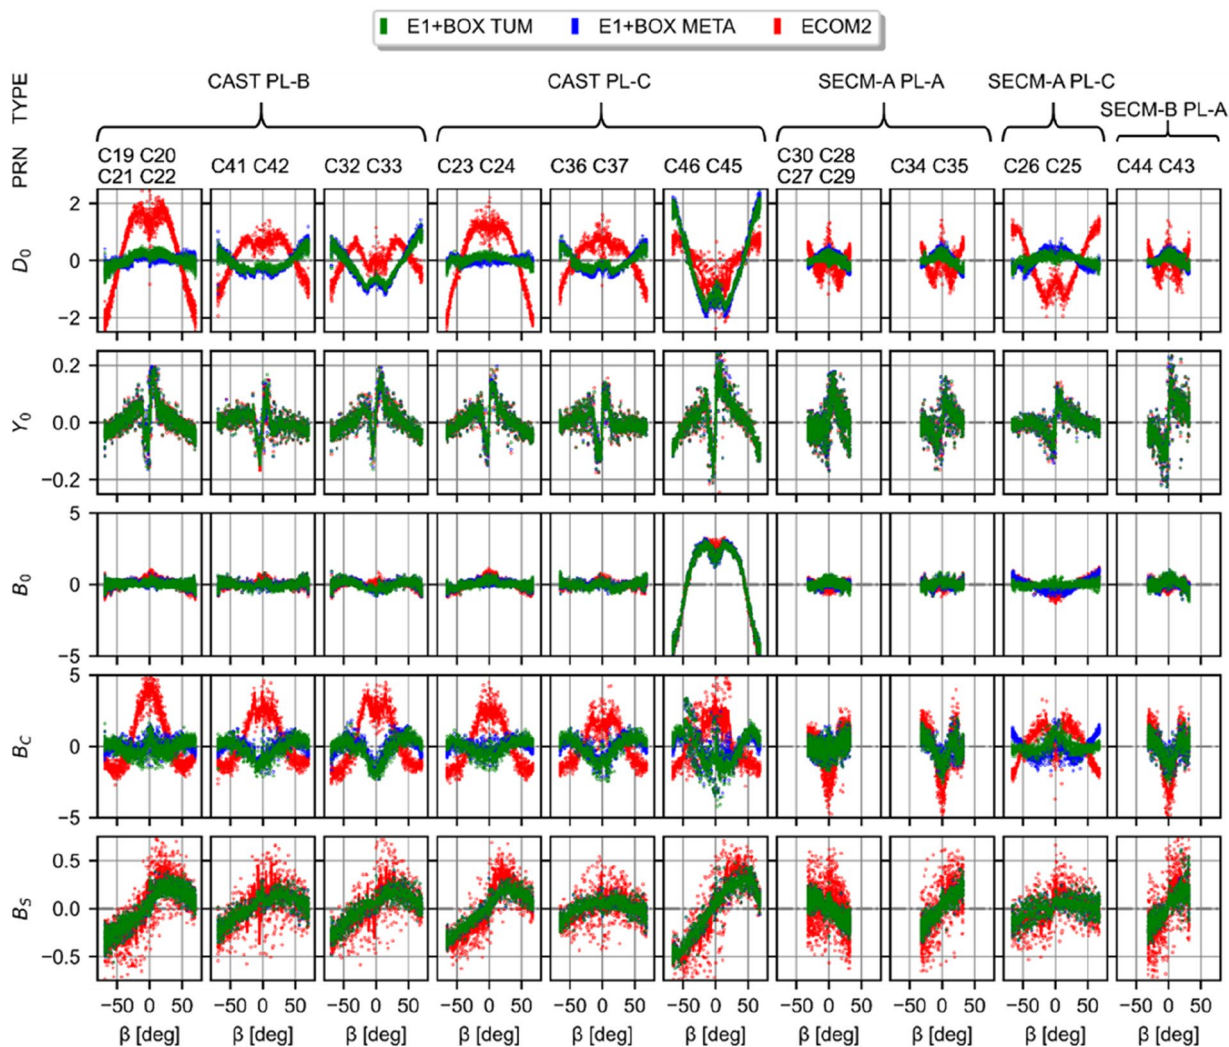 E1+BOX TUM E1+BOX META ECOM2
TYPE
CAST PL-B CAST PL-C SECM-A PL-A SECM-A PL-C
SECM-B PL-A
PRN
C19 C20 C41 C42 C32 C33 C23 C24 C36 C37 C46 C45 C30 C28 C34 C35 C26 C25 C44 C43
C21 C22 C27 C29
2
D₀ 0
−2
0.2
Y₀ 0.0
−0.2
5
B₀ 0
−5
5
B_C 0
−5
0.5
B_S 0.0
−0.5
−50 0 50 −50 0 50 −50 0 50 −50 0 50 −50 0 50 −50 0 50 −50 0 50 −50 0 50 −50 0 50 −50 0 50
β [deg] β [deg] β [deg] β [deg] β [deg] β [deg] β [deg] β [deg] β [deg] β [deg]